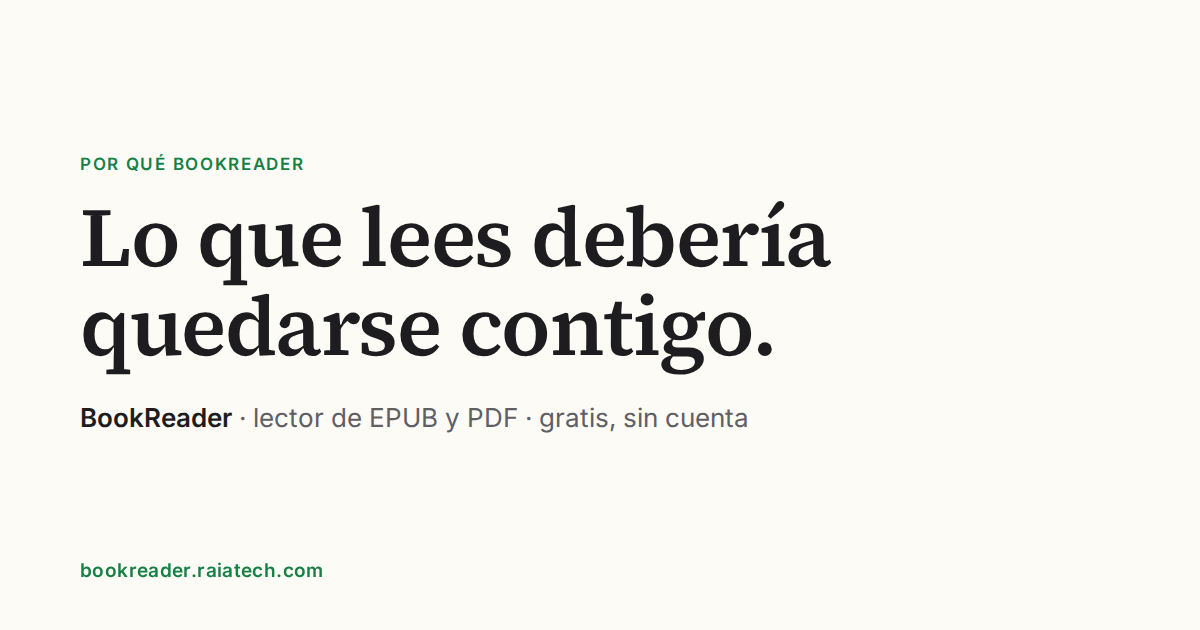 POR QUÉ BOOKREADER
Lo que lees debería
quedarse contigo.
BookReader · lector de EPUB y PDF · gratis, sin cuenta
bookreader.raiatech.com